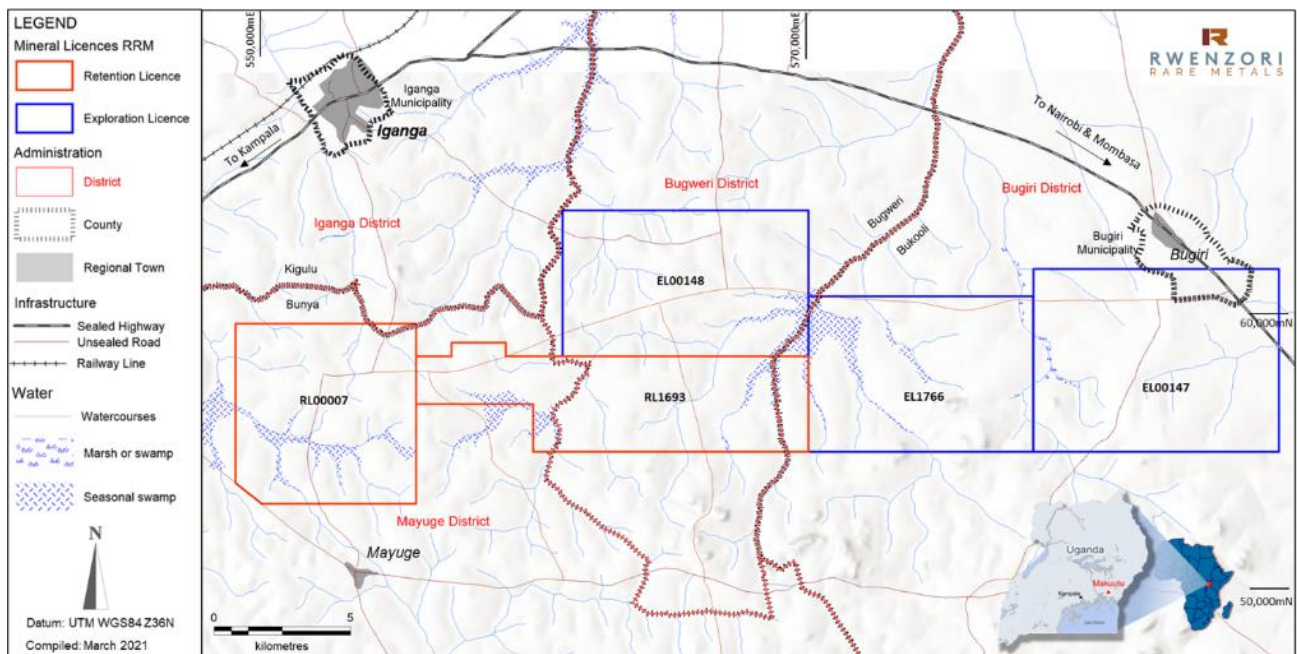 LEGEND
Mineral Licences RRM
Retention Licence
Exploration Licence
Administration
District
County
Regional Town
Infrastructure
Sealed Highway
Unsealed Road
Railway Line
Water
Watercourses
Marsh or swamp
Seasonal swamp
N
Datum: UTM WGS84 Z36N
Compiled: March 2021
550,000mE
570,000mE
RWENZORI
RARE METALS
Iganga
Municipality
Iganga
To Kampala
To Nairobi & Mombasa
Bugweri District
Bugiri District
Iganga District
Bugweri
Bukooli
Bugiri
Municipality
Bugiri
Kigulu
Bunya
EL00148
60,000mN
RL00007
RL1693
EL1766
EL00147
Mayuge District
Mayuge
0
5
kilometres
Uganda
Makuutu
Kampala
50,000mN